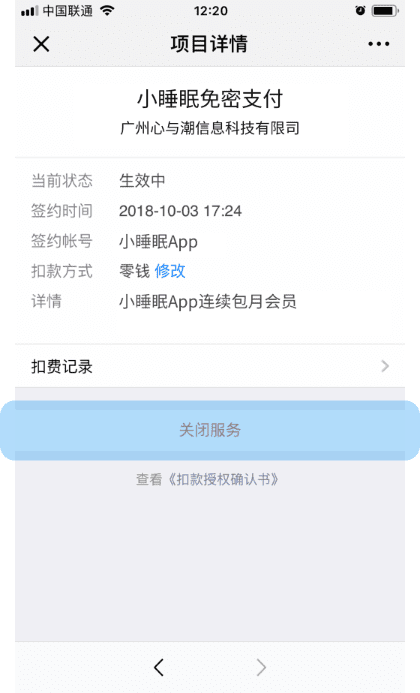 中国联通 12:20
项目详情
小睡眠免密支付
广州心与潮信息科技有限司
当前状态 生效中
签约时间 2018-10-03 17:24
签约帐号 小睡眠App
扣款方式 零钱 修改
详情 小睡眠App连续包月会员
扣费记录
关闭服务
查看《扣款授权确认书》